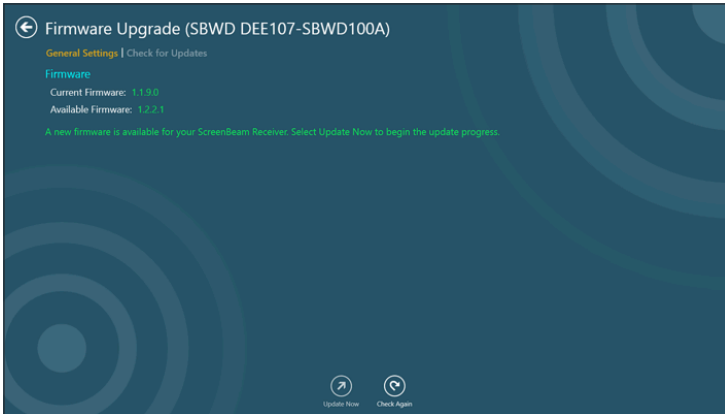 Firmware Upgrade (SBWD DEE107-SBWD100A)
General Settings | Check for Updates
Firmware
Current Firmware: 1.1.9.0
Available Firmware: 1.2.2.1
A new firmware is available for your ScreenBeam Receiver. Select Update Now to begin the update progress.
Update Now Check Again